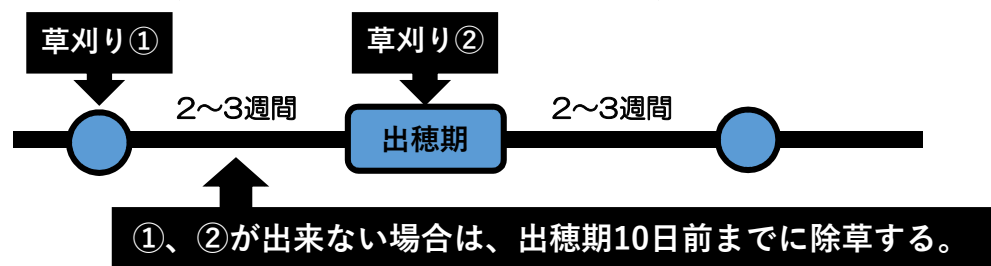 草刈り①
草刈り②
2～3週間
出穂期
2～3週間
①、②が出来ない場合は、出穂期10日前までに除草する。